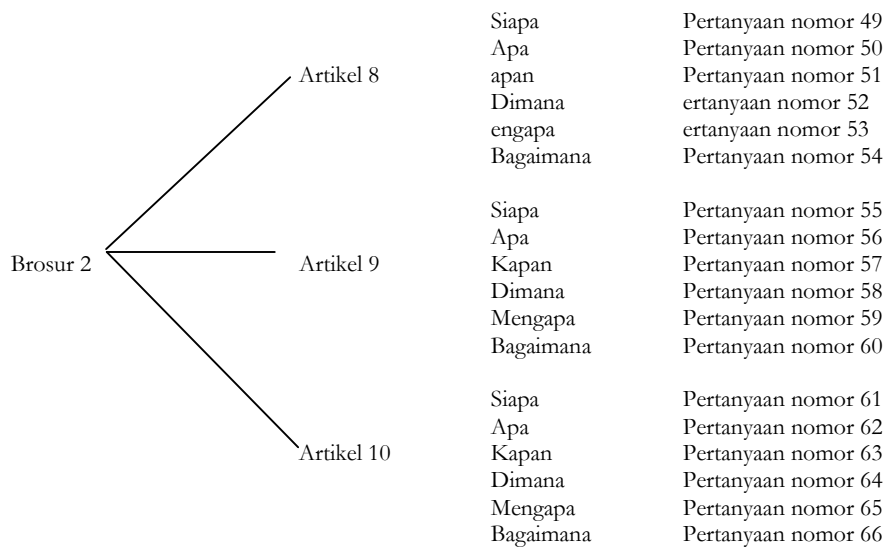 Siapa Pertanyaan nomor 49
Apa Pertanyaan nomor 50
Artikel 8 apan Pertanyaan nomor 51
Dimana ertanyaan nomor 52
engapa ertanyaan nomor 53
Bagaimana Pertanyaan nomor 54
Siapa Pertanyaan nomor 55
Apa Pertanyaan nomor 56
Brosur 2 Artikel 9 Kapan Pertanyaan nomor 57
Dimana Pertanyaan nomor 58
Mengapa Pertanyaan nomor 59
Bagaimana Pertanyaan nomor 60
Siapa Pertanyaan nomor 61
Apa Pertanyaan nomor 62
Artikel 10 Kapan Pertanyaan nomor 63
Dimana Pertanyaan nomor 64
Mengapa Pertanyaan nomor 65
Bagaimana Pertanyaan nomor 66